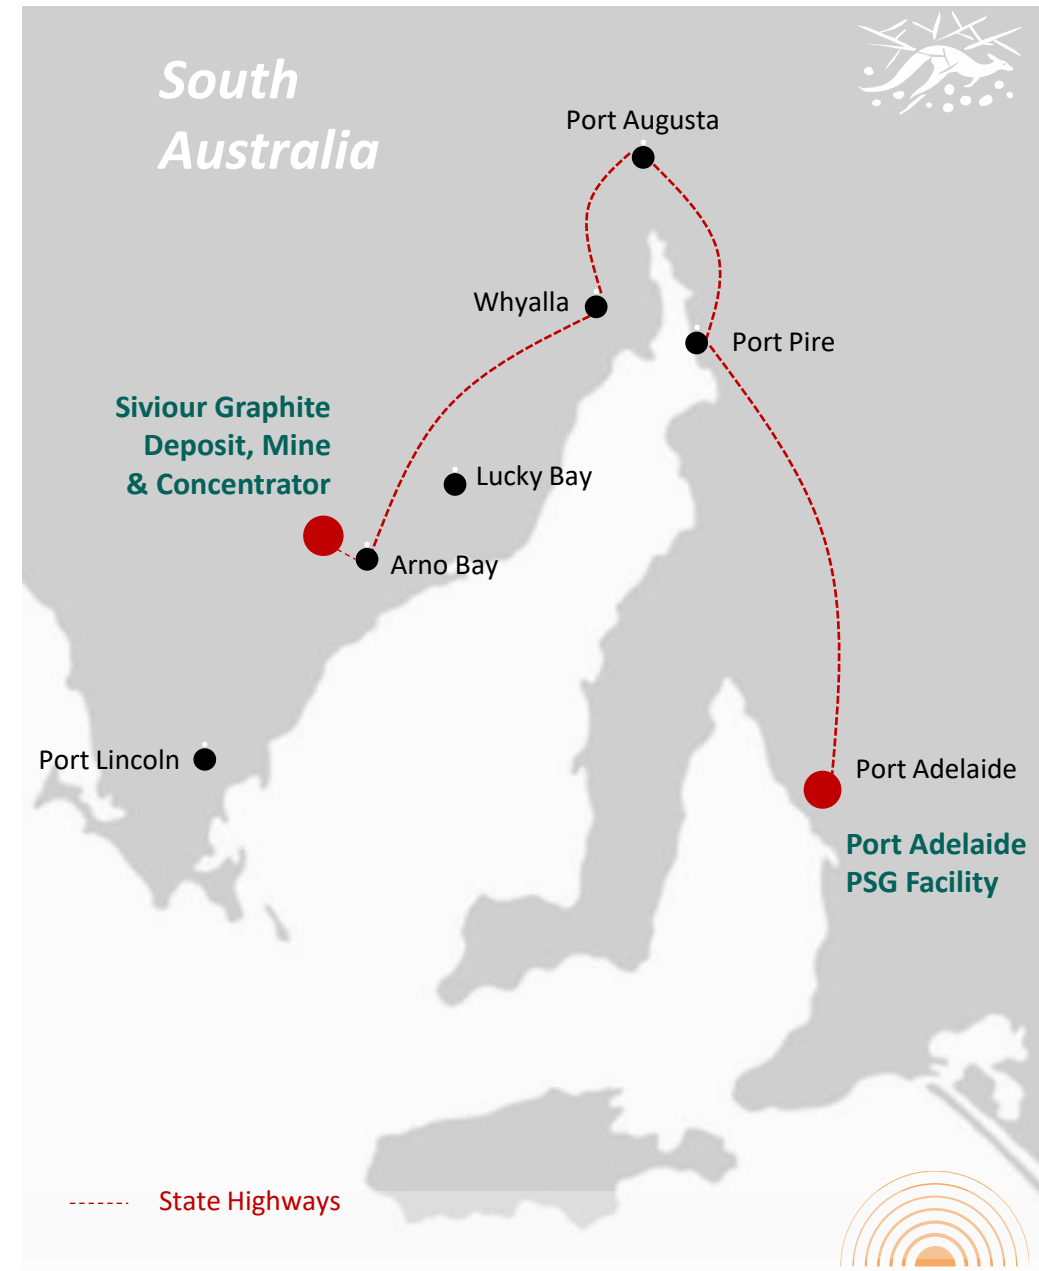 South
Australia
Port Augusta
Whyalla
Port Pire
Siviour Graphite
Deposit, Mine
& Concentrator
Lucky Bay
Arno Bay
Port Lincoln
Port Adelaide
Port Adelaide
PSG Facility
State Highways